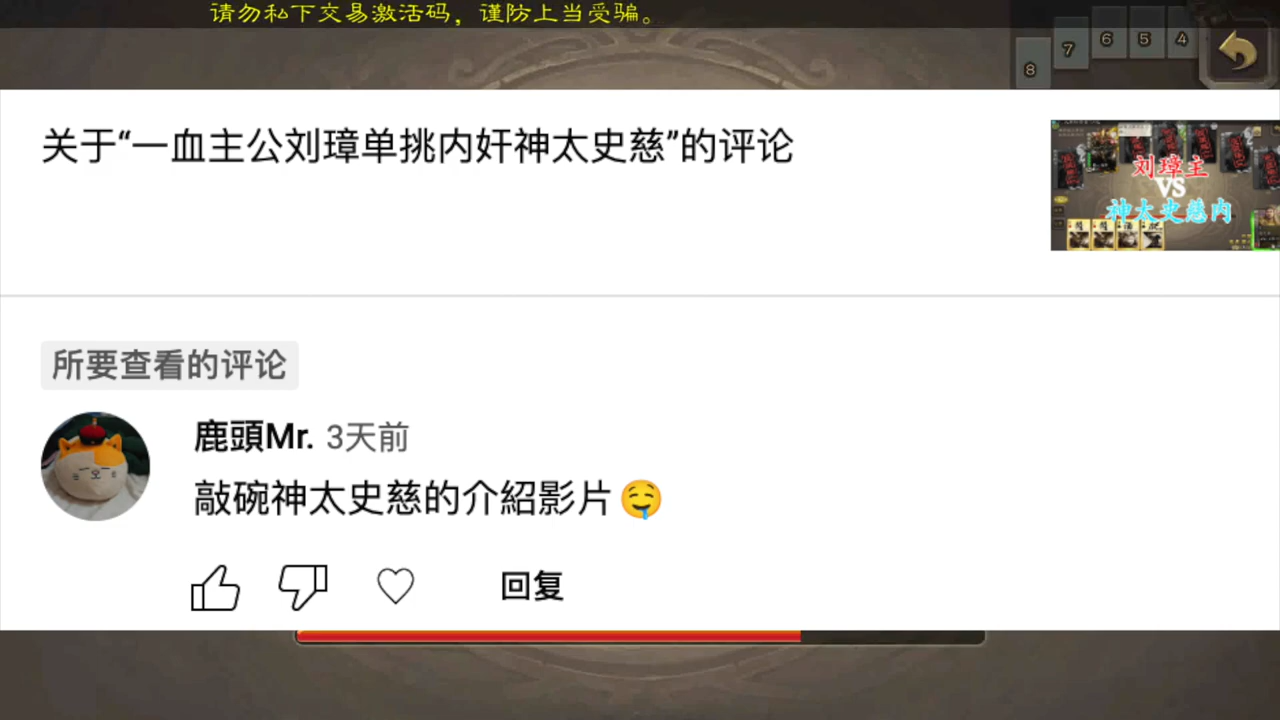 请勿私下交易激活码，谨防上当受骗。
8 7 6 5 4
关于“一血主公刘璋单挑内奸神太史慈”的评论
刘璋主
VS
神太史慈内
所要查看的评论
鹿頭Mr. 3天前
敲碗神太史慈的介紹影片🤤
回复